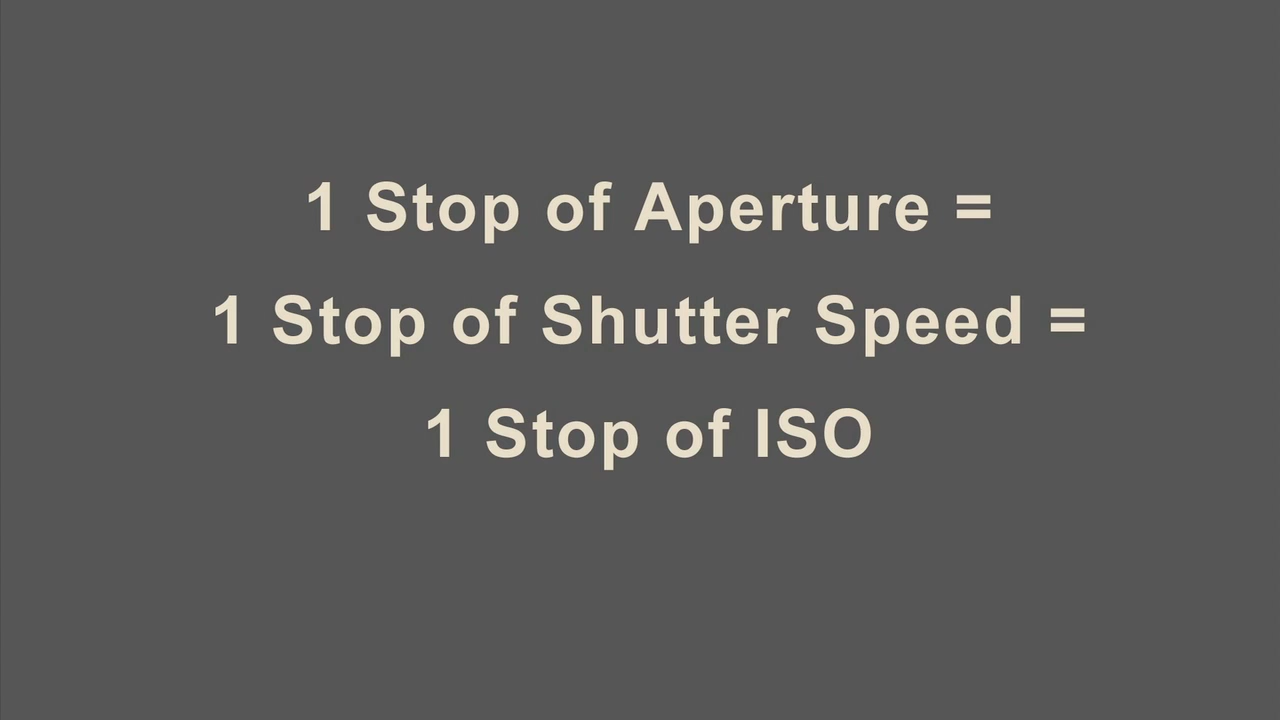 1 Stop of Aperture =
1 Stop of Shutter Speed =
1 Stop of ISO